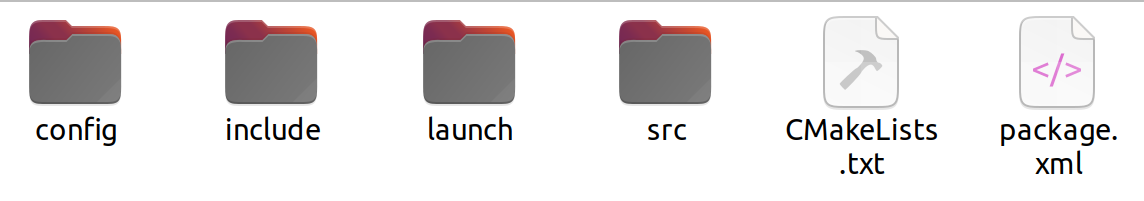 config
include
launch
src
CMakeLists
.txt
package.
xml